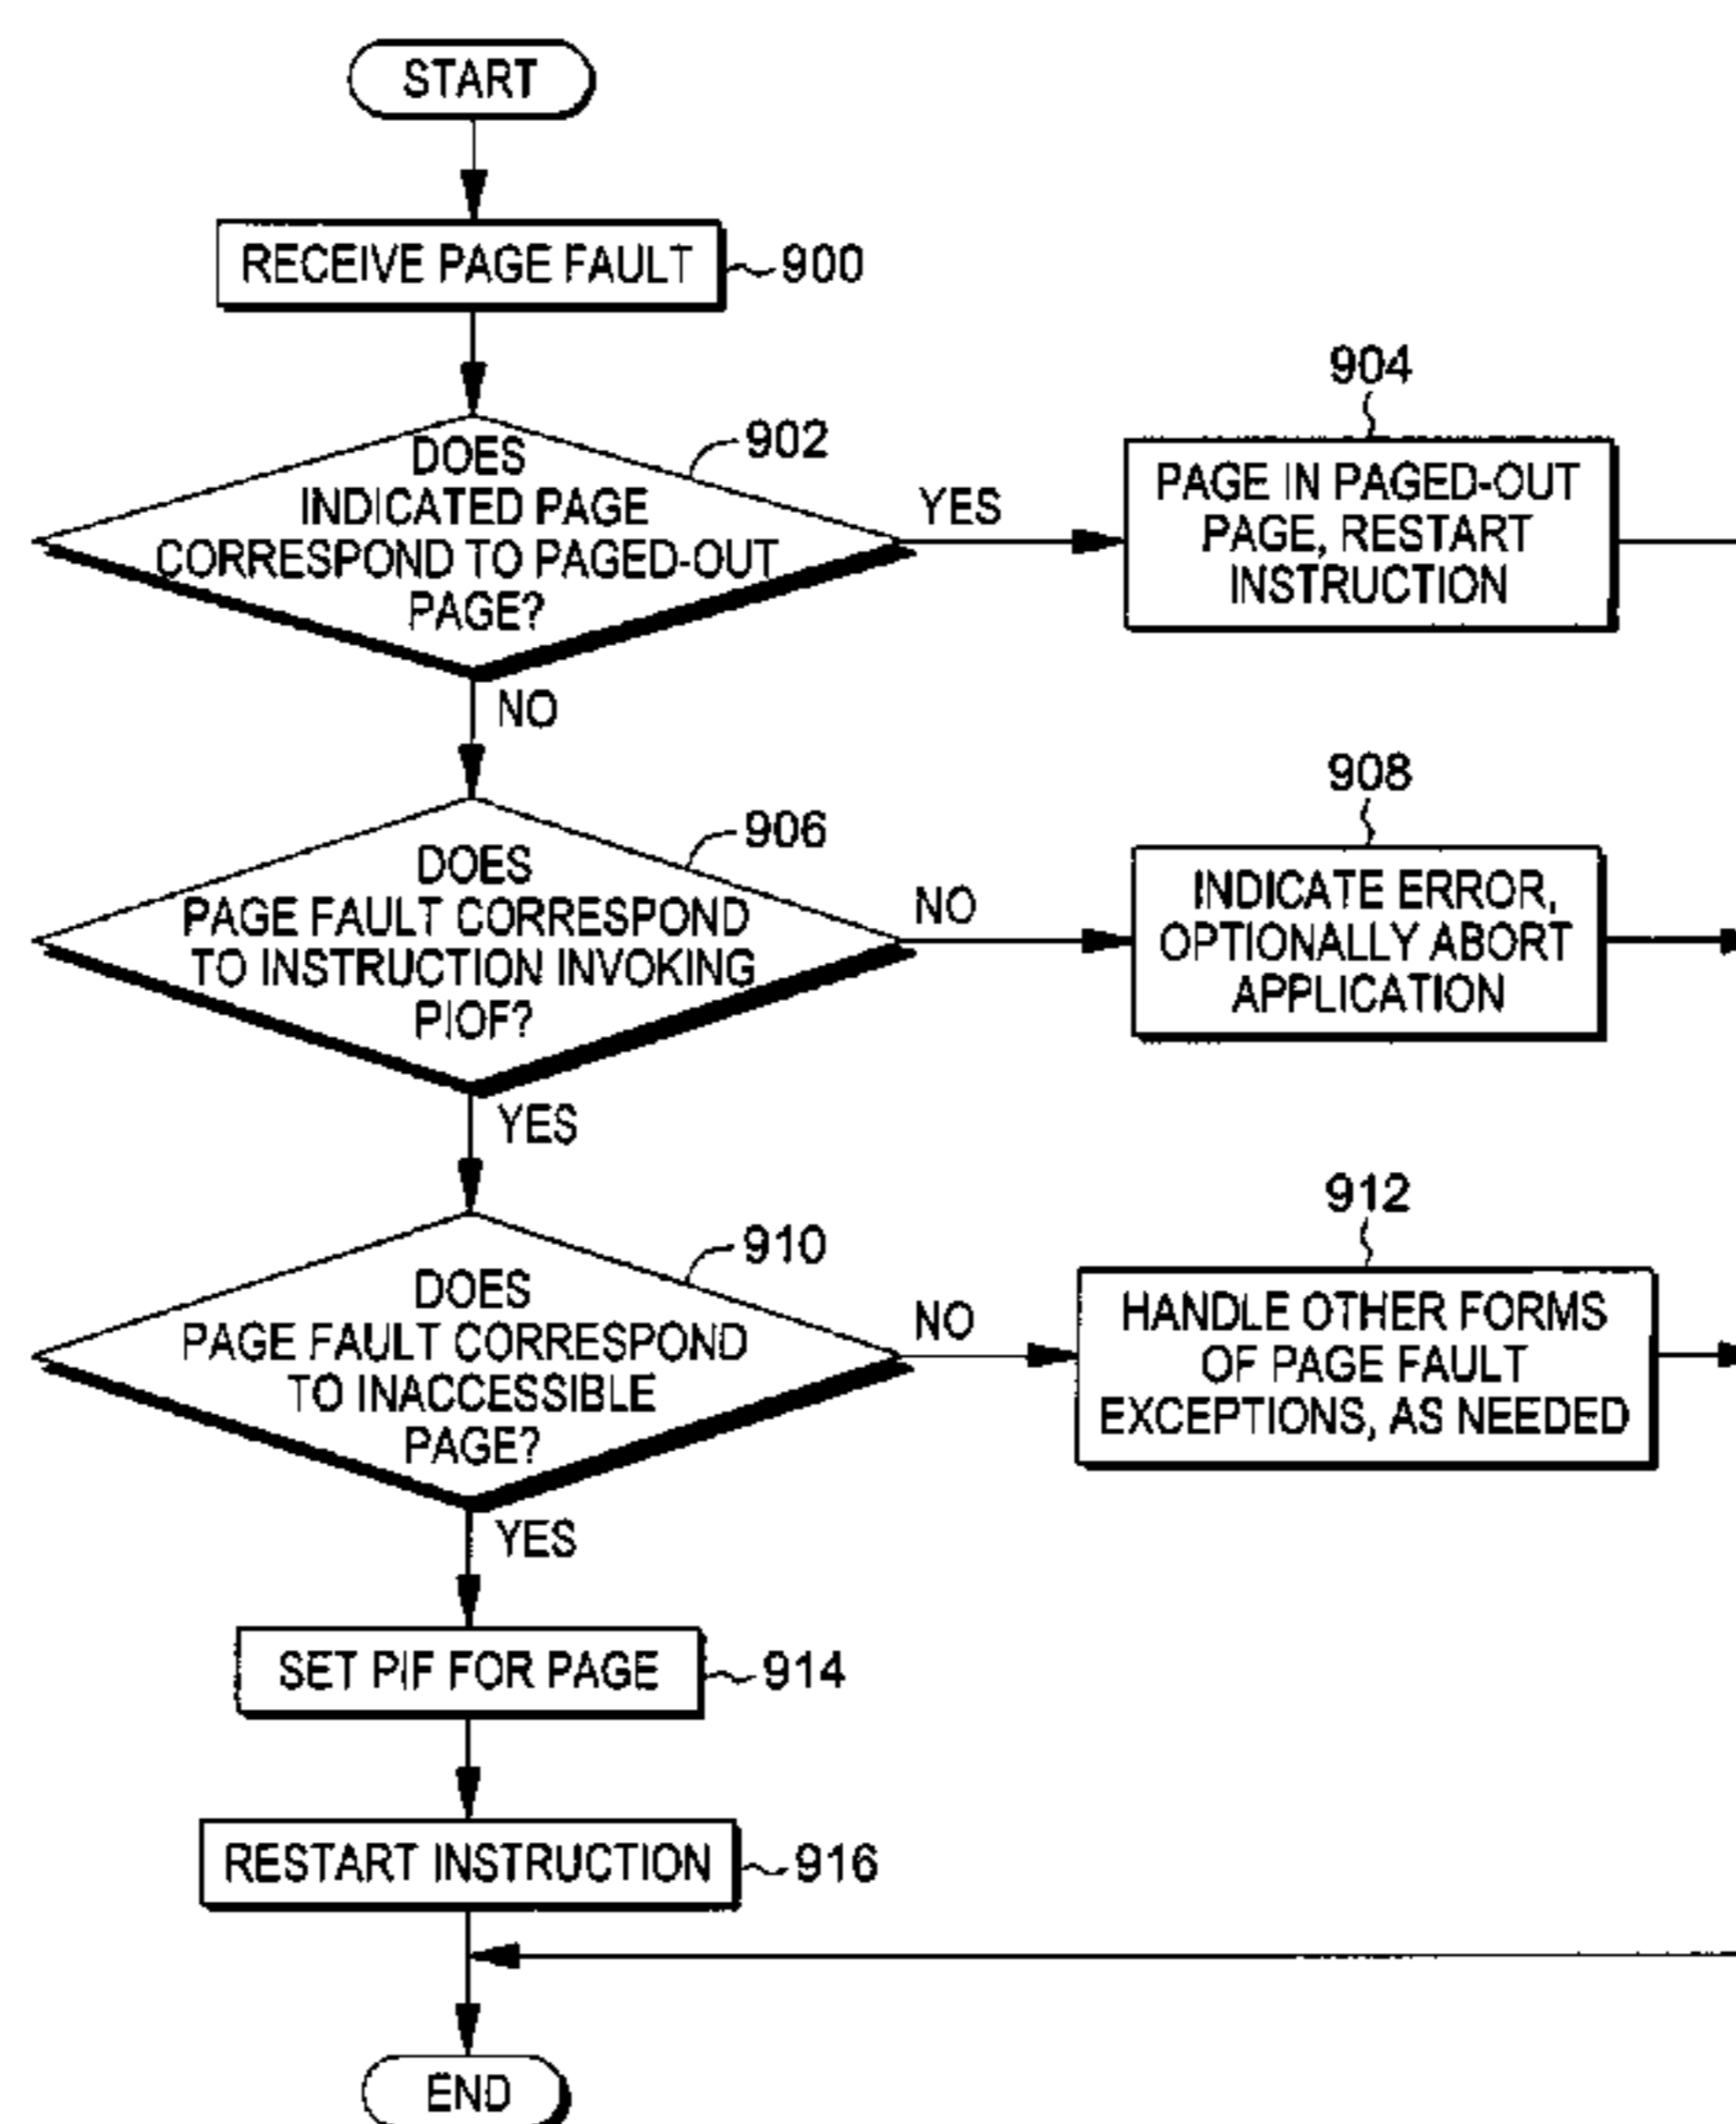 START
RECEIVE PAGE FAULT
900
DOES
INDICATED PAGE
CORRESPOND TO PAGED-OUT
PAGE?
902
YES
904
PAGE IN PAGED-OUT
PAGE, RESTART
INSTRUCTION
NO
DOES
PAGE FAULT CORRESPOND
TO INSTRUCTION INVOKING
PIOF?
906
NO
908
INDICATE ERROR,
OPTIONALLY ABORT
APPLICATION
YES
DOES
PAGE FAULT CORRESPOND
TO INACCESSIBLE
PAGE?
910
NO
912
HANDLE OTHER FORMS
OF PAGE FAULT
EXCEPTIONS, AS NEEDED
YES
SET PIF FOR PAGE
914
RESTART INSTRUCTION
916
END